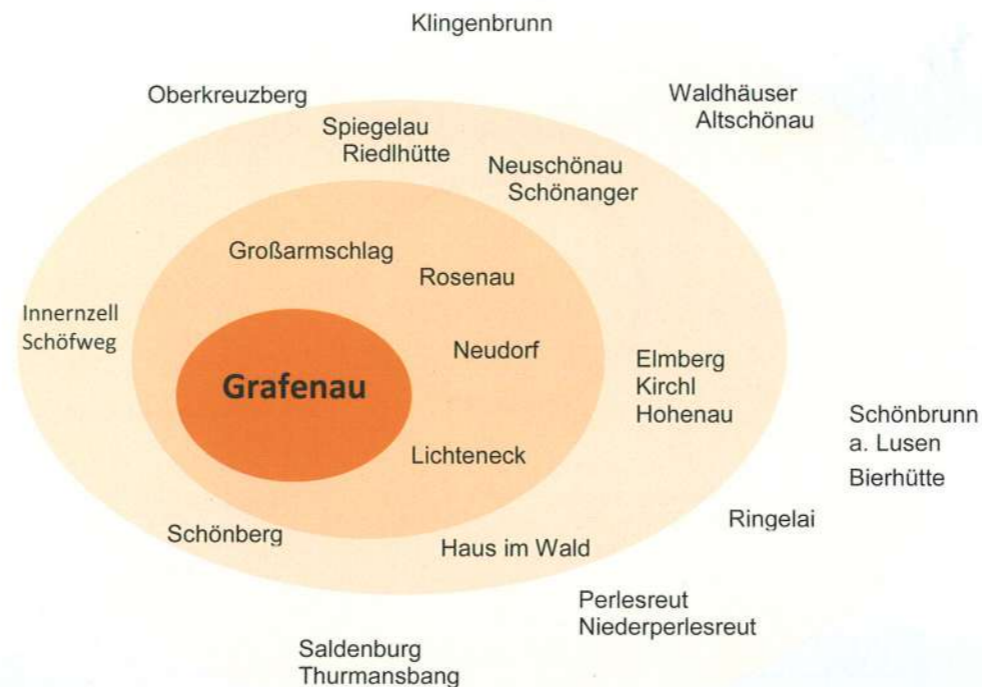 Klingenbrunn
Oberkreuzberg
Waldhäuser
Altschönau
Spiegelau
Riedlhütte
Neuschönau
Schönanger
Großarmschlag
Rosenau
Innernzell
Schöfweg
Neudorf
Grafenau
Elmberg
Kirchl
Hohenau
Schönbrunn
a. Lusen
Bierhütte
Lichteneck
Ringelai
Schönberg
Haus im Wald
Perlesreut
Niederperlesreut
Saldenburg
Thurmansbang